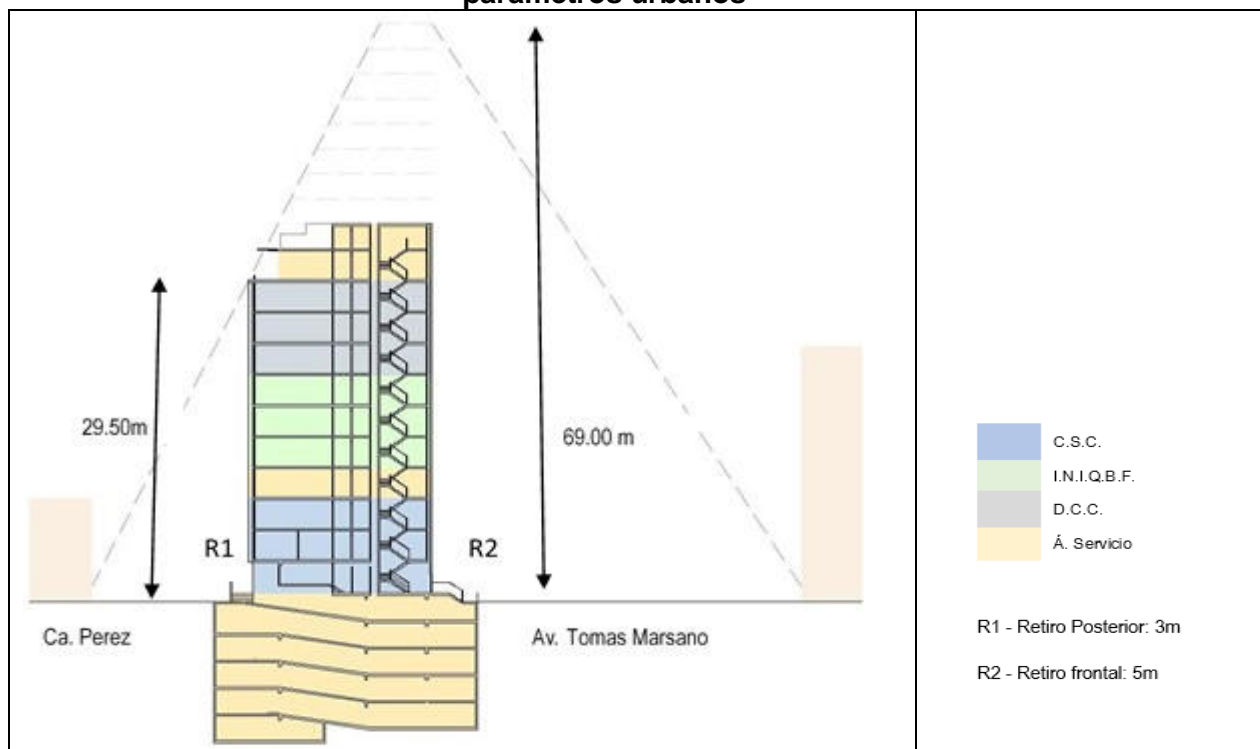 parámetros urbanos
29.50m
69.00 m
R1
R2
Ca. Perez
Av. Tomas Marsano
C.S.C.
I.N.I.Q.B.F.
D.C.C.
Á. Servicio
R1 - Retiro Posterior: 3m
R2 - Retiro frontal: 5m